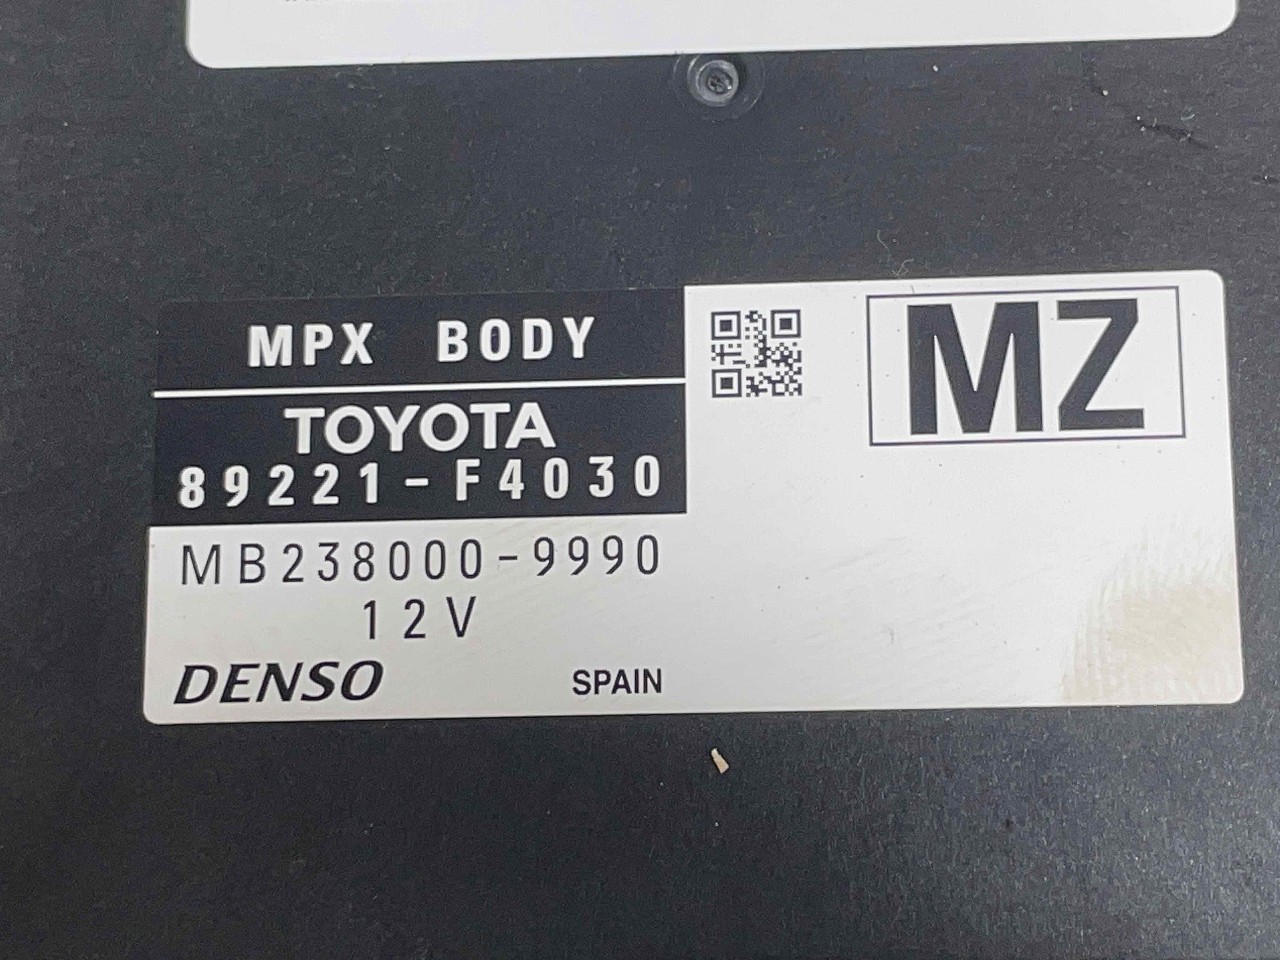 MPX BODY
TOYOTA
89221-F4030
MB238000-9990
12V
DENSO SPAIN
MZ